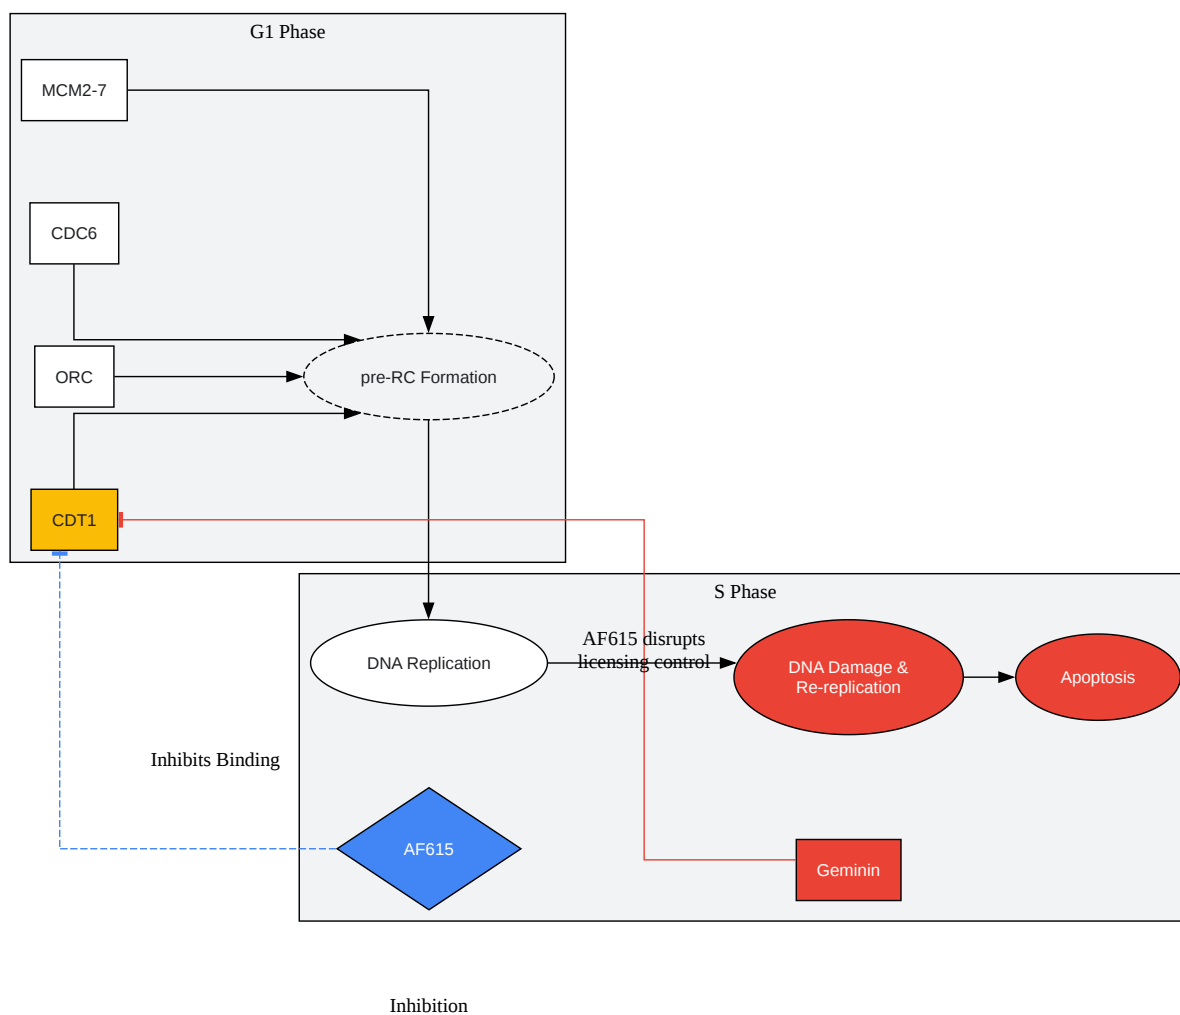 G1 Phase
MCM2-7
CDC6
ORC
pre-RC Formation
CDT1
S Phase
AF615 disrupts
licensing control
DNA Replication
DNA Damage &
Re-replication
Apoptosis
Inhibits Binding
AF615
Geminin
Inhibition